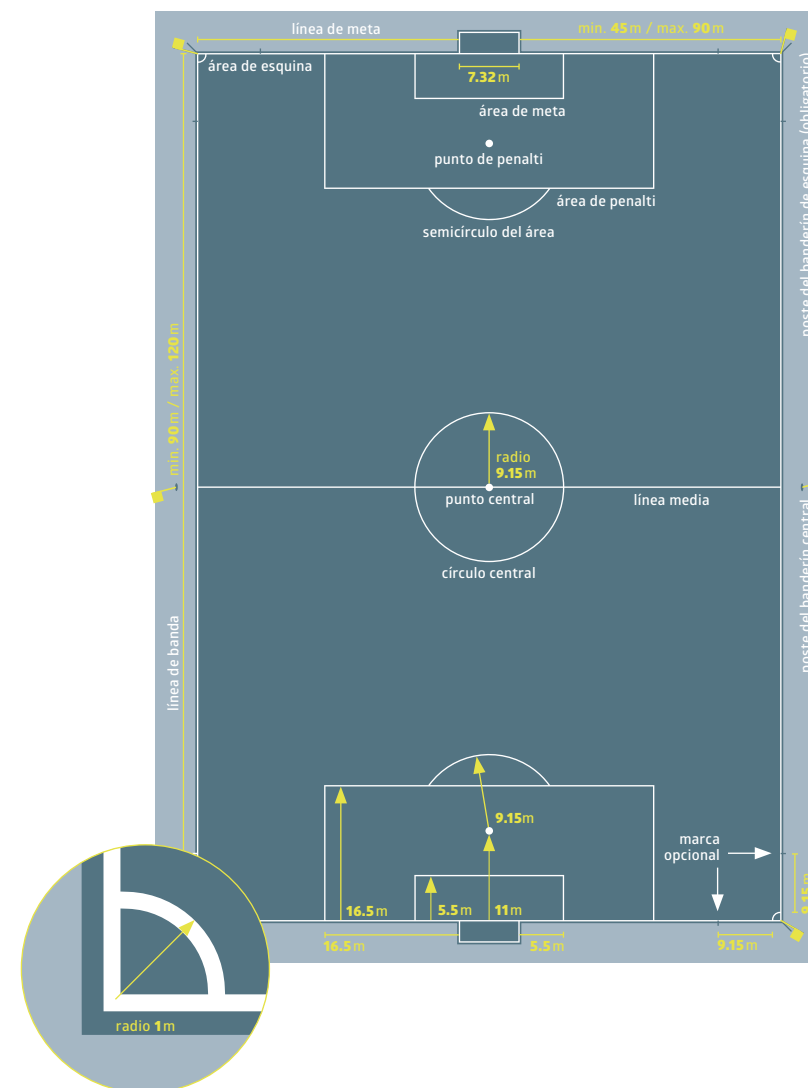 línea de meta
min. 45 m / max. 90 m
área de esquina
7.32 m
área de meta
punto de penalti
área de penalti
semicírculo del área
poste del banderín de esquina (obligatorio)
min. 90 m / max. 120 m
radio
9.15 m
punto central
línea media
círculo central
poste del banderín central
línea de banda
9.15 m
marca
opcional
9.15 m
16.5 m
5.5 m
11 m
16.5 m
5.5 m
9.15 m
radio 1 m